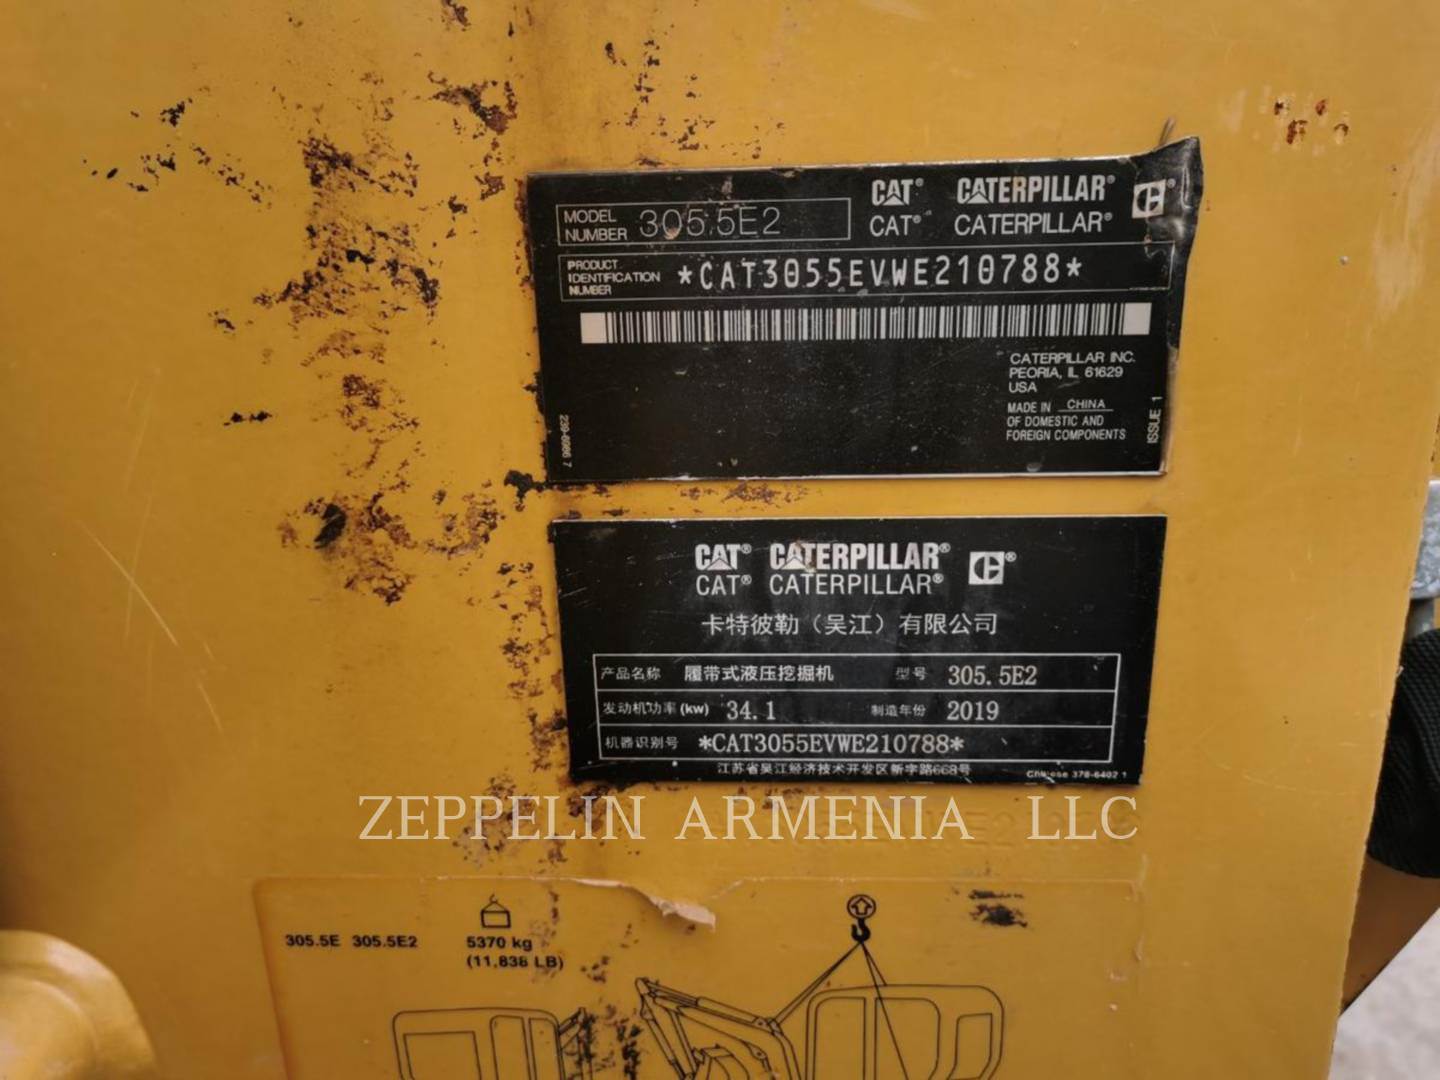 CAT® CATERPILLAR® ®
MODEL NUMBER 305.5E2 CAT® CATERPILLAR®
PRODUCT IDENTIFICATION NUMBER *CAT3055EVWE210788*
CATERPILLAR INC.
PEORIA, IL 61629
USA
MADE IN CHINA
OF DOMESTIC AND
FOREIGN COMPONENTS
ISSUE 1
CAT® CATERPILLAR® ®
CAT® CATERPILLAR®
卡特彼勒（吴江）有限公司
产品名称 履带式液压挖掘机 型号 305.5E2
发动机功率(kw) 34.1 制造年份 2019
机器识别号 *CAT3055EVWE210788*
江苏省吴江经济技术开发区新字路668号 Chinese 378-6402 1
ZEPPELIN ARMENIA LLC
305.5E 305.5E2 5370 kg
(11,838 LB)